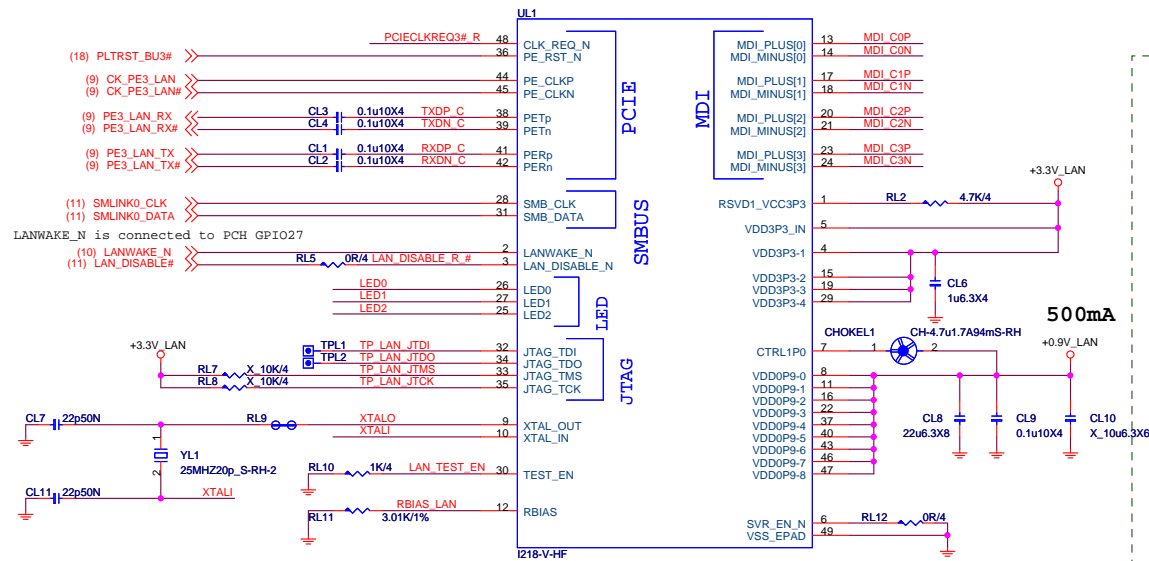 UL1
PCIECLKREQ3#_R 48 CLK_REQ_N MDI_PLUS[0] 13 MDI_C0P
(18) PLTRST_BU3# 36 PE_RST_N MDI_MINUS[0] 14 MDI_C0N
(9) CK_PE3_LAN 44 PE_CLKP MDI_PLUS[1] 17 MDI_C1P
(9) CK_PE3_LAN# 45 PE_CLKN MDI_MINUS[1] 18 MDI_C1N
PCIE
MDI
(9) PE3_LAN_RX CL3 0.1u10X4 TXDP_C 38 PETp MDI_PLUS[2] 20 MDI_C2P
(9) PE3_LAN_RX# CL4 0.1u10X4 TXDN_C 39 PETn MDI_MINUS[2] 21 MDI_C2N
(9) PE3_LAN_TX CL1 0.1u10X4 RXDP_C 41 PERp MDI_PLUS[3] 23 MDI_C3P
(9) PE3_LAN_TX# CL2 0.1u10X4 RXDN_C 42 PERn MDI_MINUS[3] 24 MDI_C3N
+3.3V_LAN
(11) SMLINK0_CLK 28 SMB_CLK RSVD1_VCC3P3 1 RL2 4.7K/4
(11) SMLINK0_DATA 31 SMB_DATA
SMBUS
VDD3P3_IN 5
LANWAKE_N is connected to PCH GPIO27
(10) LANWAKE_N 2 LANWAKE_N VDD3P3-1 4
(11) LAN_DISABLE# RL5 0R/4 LAN_DISABLE_R_# 3 LAN_DISABLE_N
VDD3P3-2 15
LED0 26 LED0 VDD3P3-3 19 CL6
LED1 27 LED1 VDD3P3-4 29 1u6.3X4
LED2 25 LED2
LED
500mA
CHOKEL1 CH-4.7u1.7A94mS-RH
+3.3V_LAN TPL1 TP_LAN_JTDI 32 JTAG_TDI CTRL1P0 7 1 2 +0.9V_LAN
TPL2 TP_LAN_JTDO 34 JTAG_TDO
RL7 X_10K/4 TP_LAN_JTMS 33 JTAG_TMS VDD0P9-0 8
RL8 X_10K/4 TP_LAN_JTCK 35 JTAG_TCK VDD0P9-1 11
JTAG
VDD0P9-2 16
VDD0P9-3 22
CL7 22p50N RL9 XTALO 9 XTAL_OUT VDD0P9-4 37 CL8 CL9 CL10
XTALI 10 XTAL_IN VDD0P9-5 40 22u6.3X8 0.1u10X4 X_10u6.3X6
VDD0P9-6 43
1 YL1 VDD0P9-7 46
2 25MHZ20p_S-RH-2 RL10 1K/4 LAN_TEST_EN 30 TEST_EN VDD0P9-8 47
CL11 22p50N XTALI
RBIAS_LAN 12 RBIAS
RL11 3.01K/1%
SVR_EN_N 6 RL12 0R/4
VSS_EPAD 49
I218-V-HF